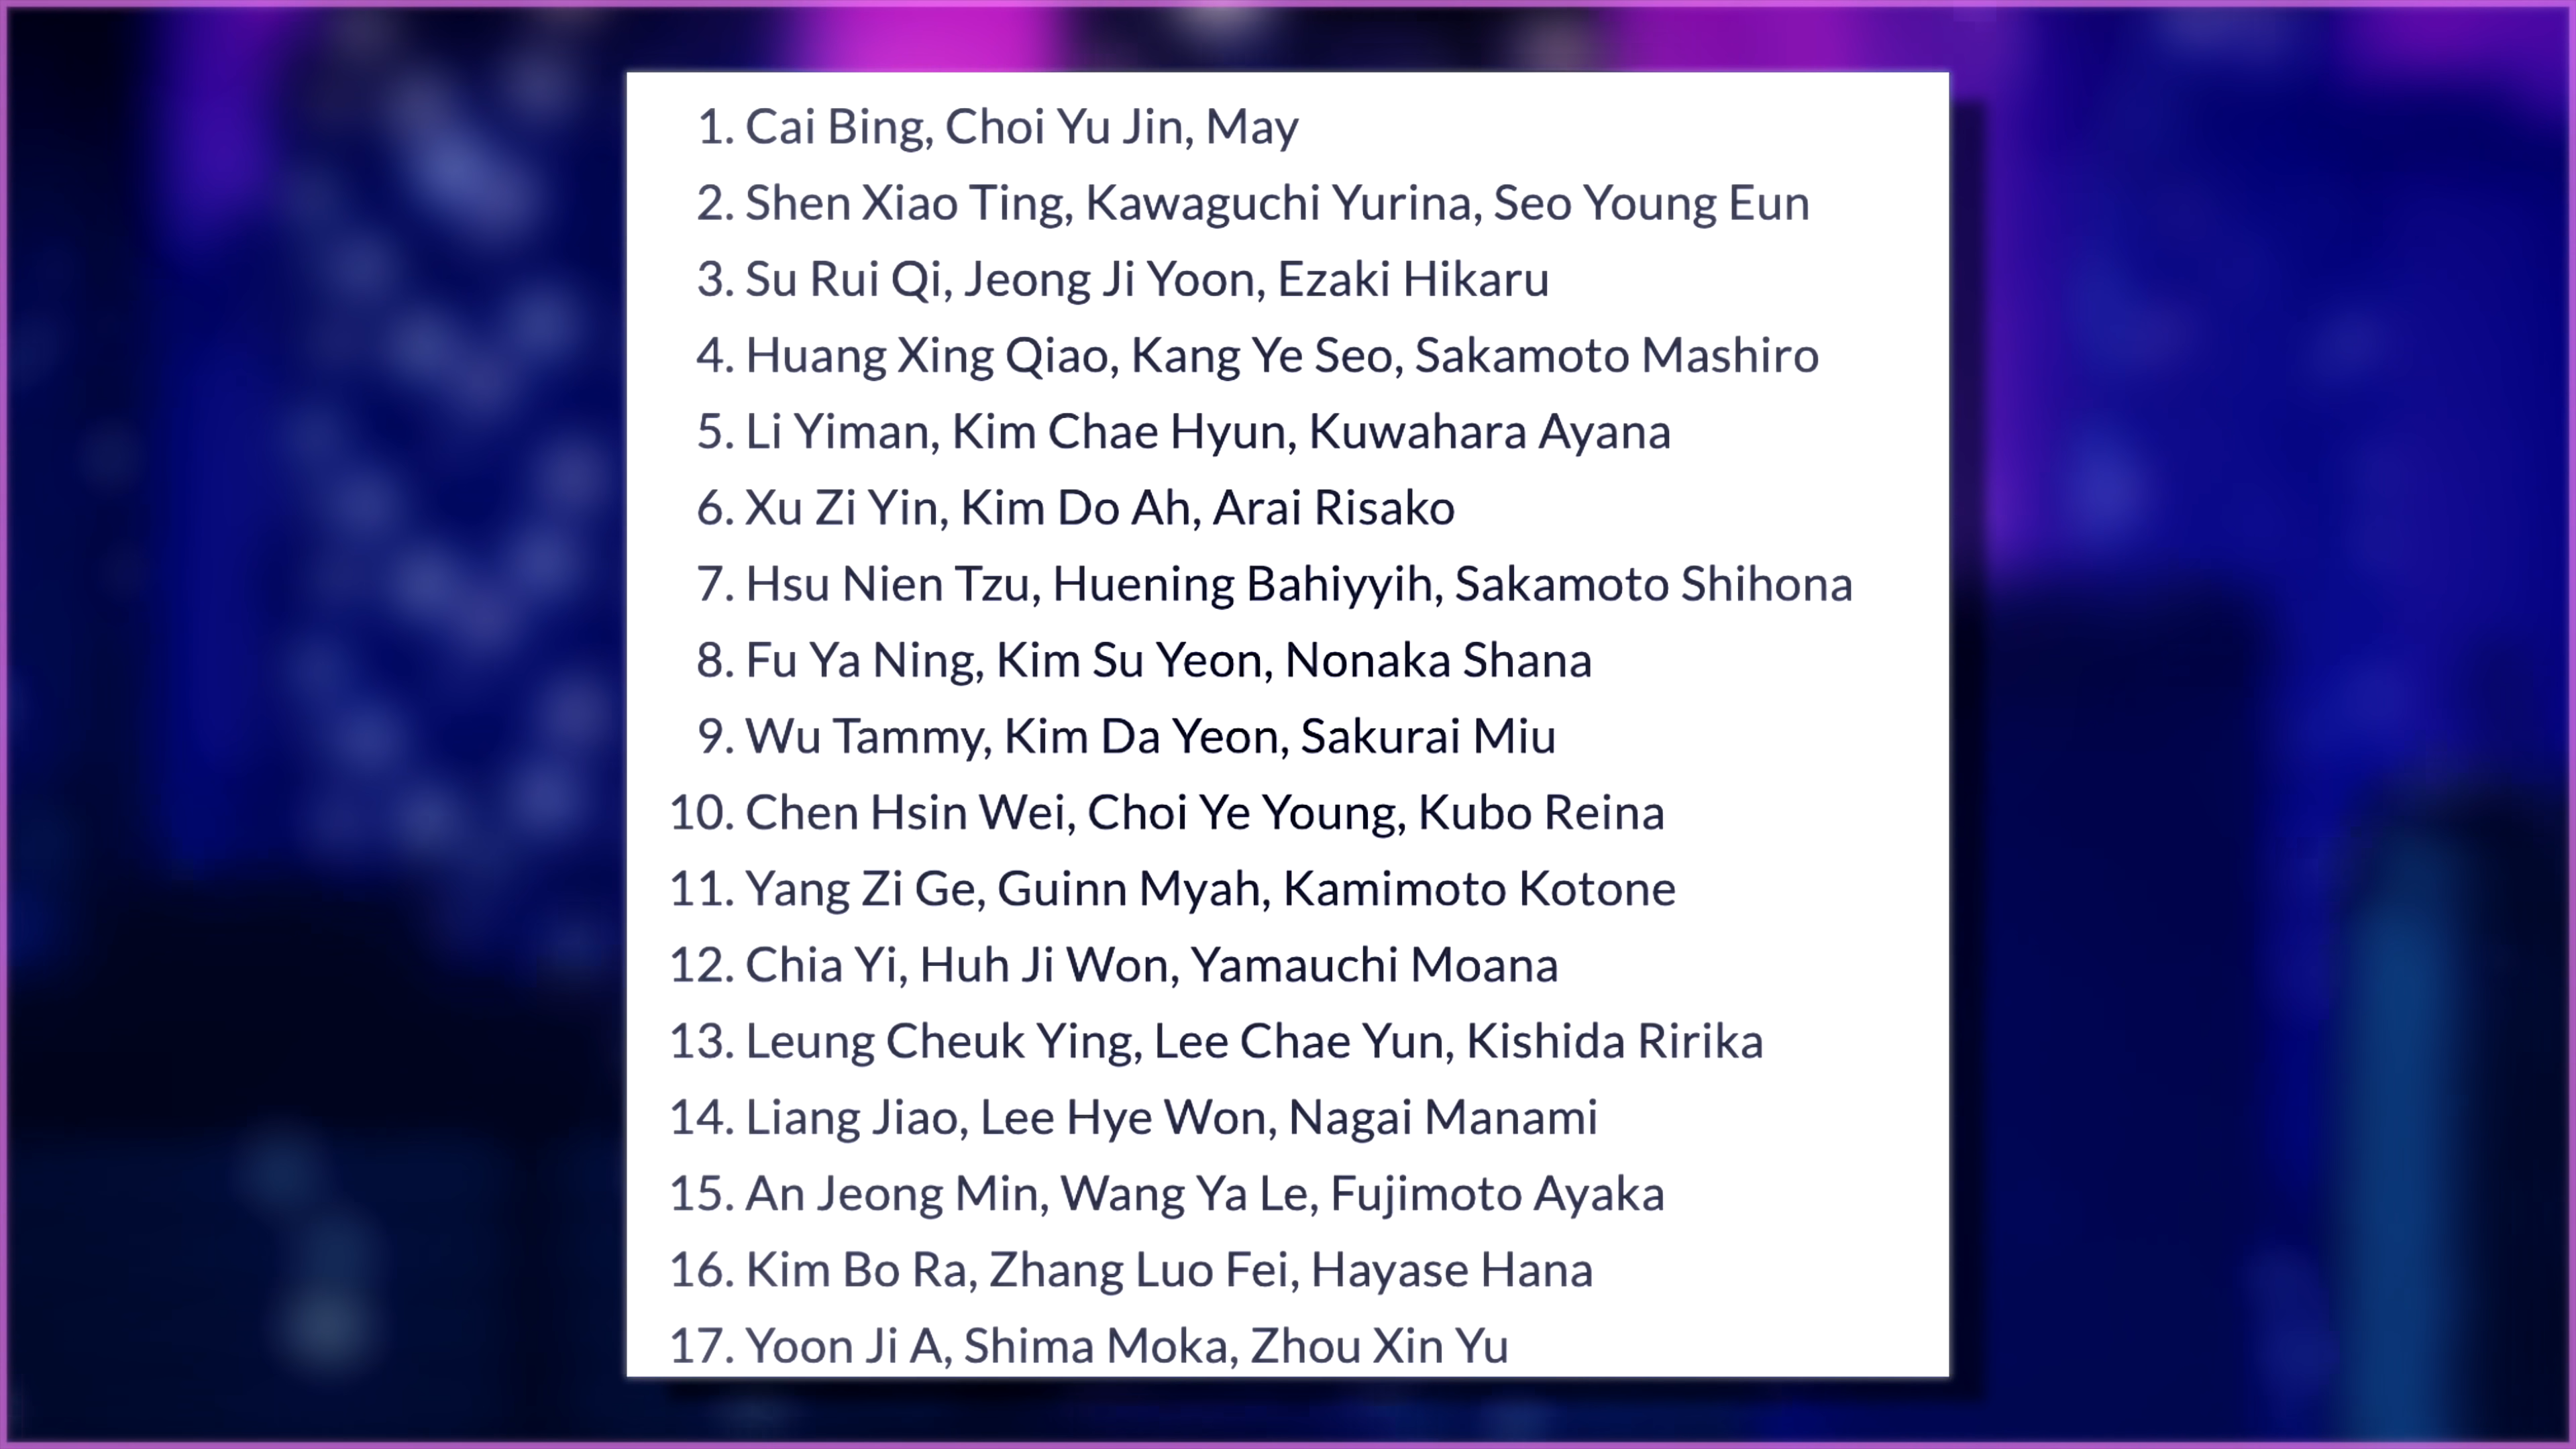 1. Cai Bing, Choi Yu Jin, May
2. Shen Xiao Ting, Kawaguchi Yurina, Seo Young Eun
3. Su Rui Qi, Jeong Ji Yoon, Ezaki Hikaru
4. Huang Xing Qiao, Kang Ye Seo, Sakamoto Mashiro
5. Li Yiman, Kim Chae Hyun, Kuwahara Ayana
6. Xu Zi Yin, Kim Do Ah, Arai Risako
7. Hsu Nien Tzu, Huening Bahiyyih, Sakamoto Shihona
8. Fu Ya Ning, Kim Su Yeon, Nonaka Shana
9. Wu Tammy, Kim Da Yeon, Sakurai Miu
10. Chen Hsin Wei, Choi Ye Young, Kubo Reina
11. Yang Zi Ge, Guinn Myah, Kamimoto Kotone
12. Chia Yi, Huh Ji Won, Yamauchi Moana
13. Leung Cheuk Ying, Lee Chae Yun, Kishida Ririka
14. Liang Jiao, Lee Hye Won, Nagai Manami
15. An Jeong Min, Wang Ya Le, Fujimoto Ayaka
16. Kim Bo Ra, Zhang Luo Fei, Hayase Hana
17. Yoon Ji A, Shima Moka, Zhou Xin Yu